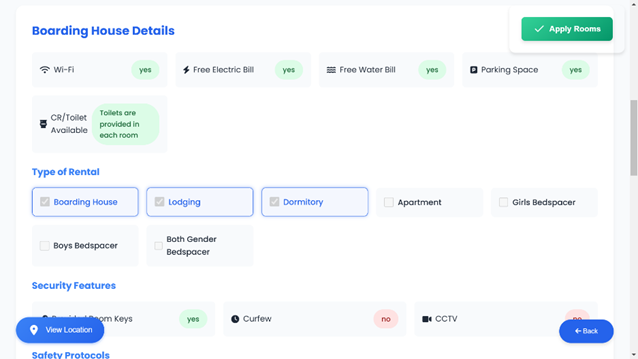 Boarding House Details
Apply Rooms
Wi-Fi yes
Free Electric Bill yes
Free Water Bill yes
Parking Space yes
CR/Toilet
Available
Toilets are
provided in
each room
Type of Rental
Boarding House
Lodging
Dormitory
Apartment
Girls Bedspacer
Boys Bedspacer
Both Gender
Bedspacer
Security Features
Room Keys yes
Curfew no
CCTV no
View Location
Back
Safety Protocols